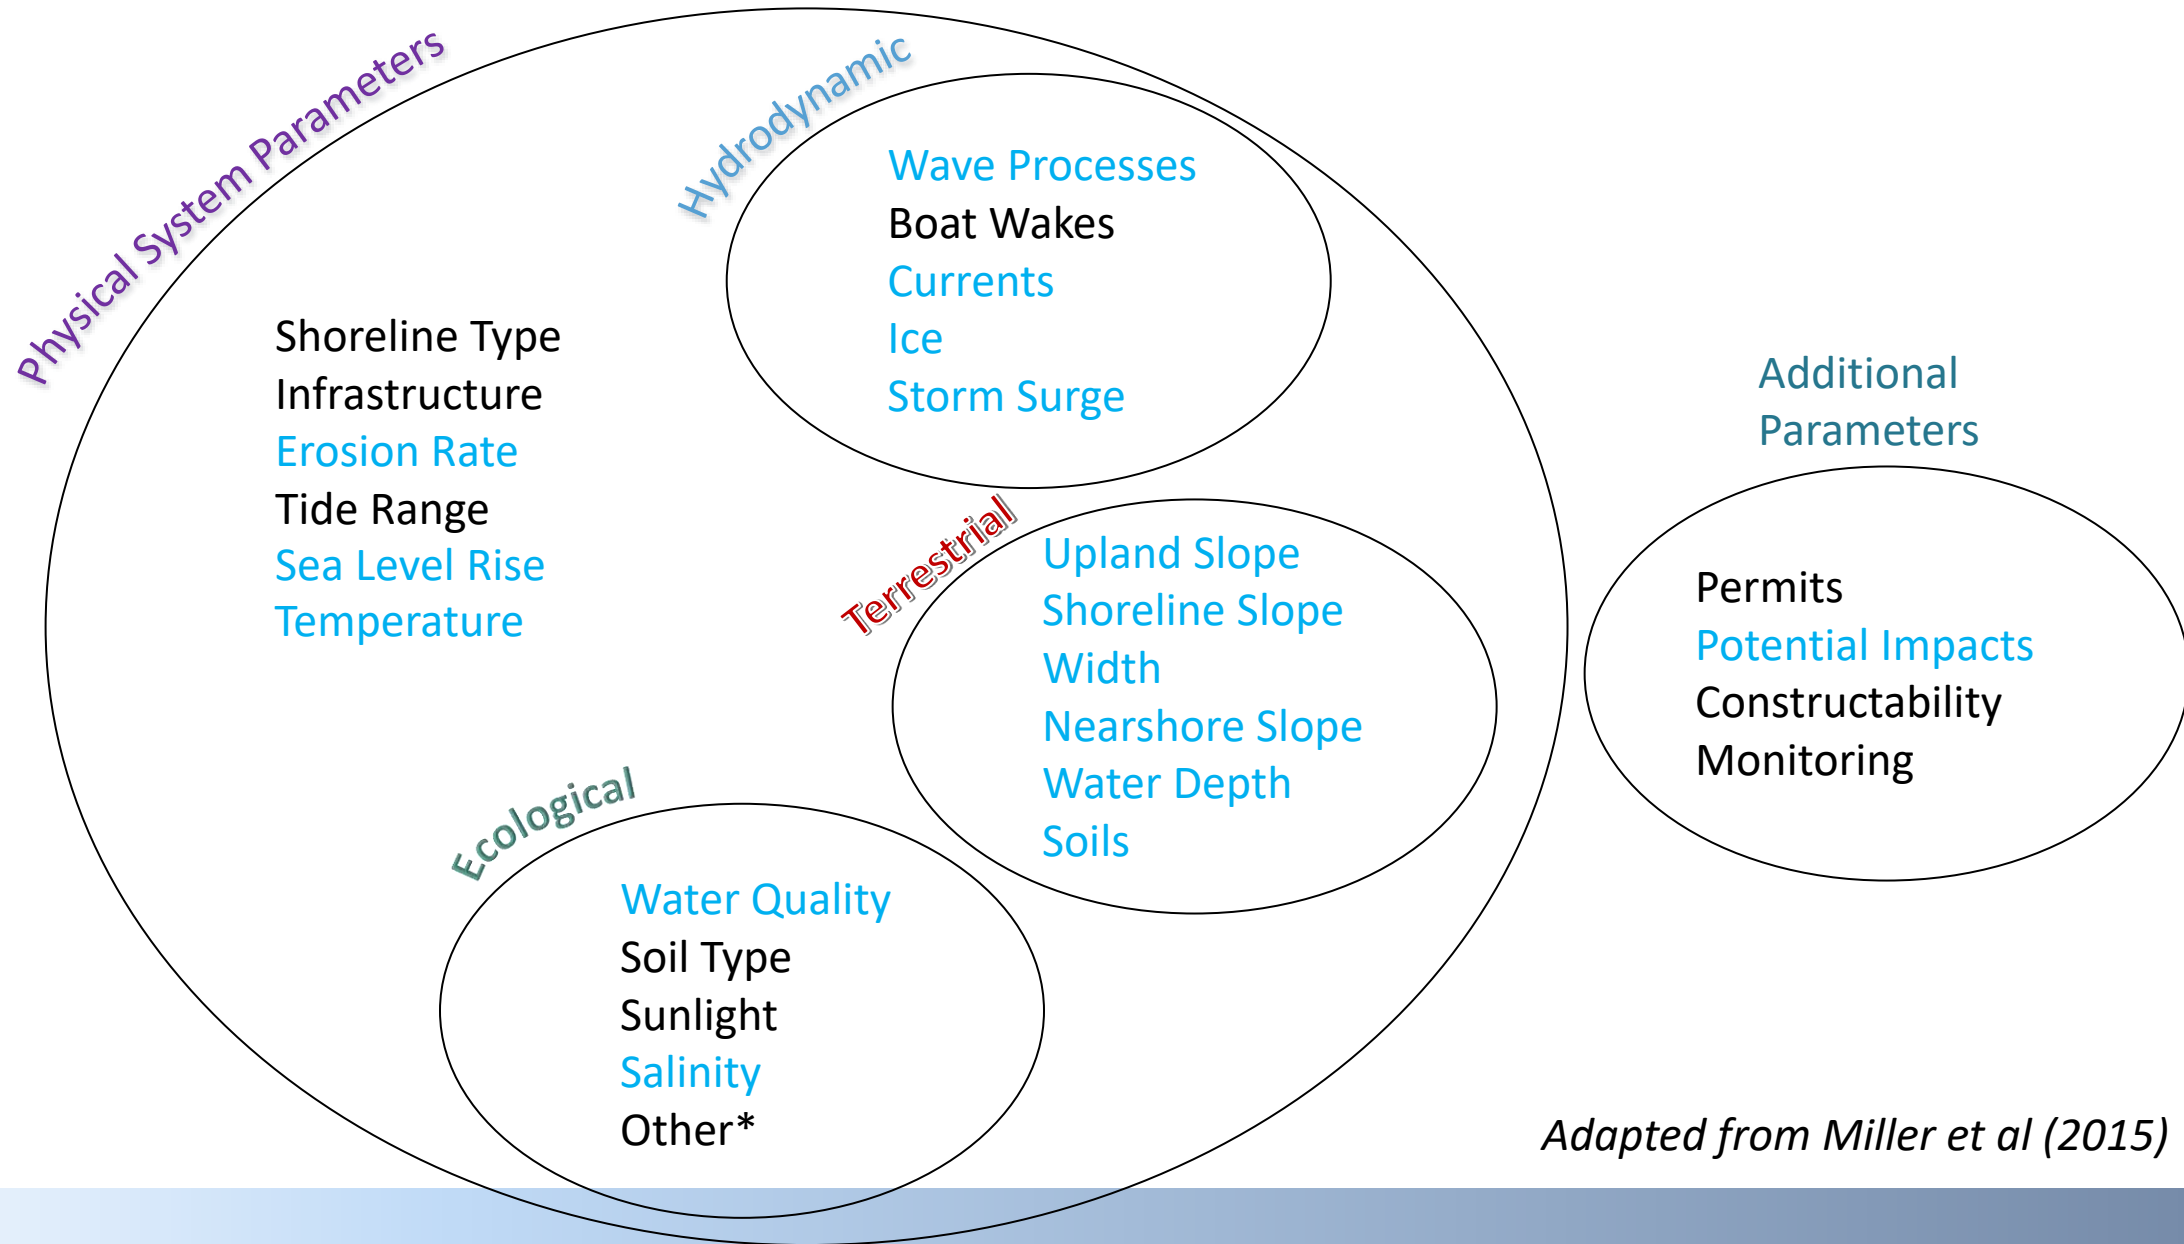 Physical System Parameters
Shoreline Type
Infrastructure
Erosion Rate
Tide Range
Sea Level Rise
Temperature
Hydrodynamic
Wave Processes
Boat Wakes
Currents
Ice
Storm Surge
Terrestrial
Upland Slope
Shoreline Slope
Width
Nearshore Slope
Water Depth
Soils
Ecological
Water Quality
Soil Type
Sunlight
Salinity
Other*
Additional
Parameters
Permits
Potential Impacts
Constructability
Monitoring
Adapted from Miller et al (2015)